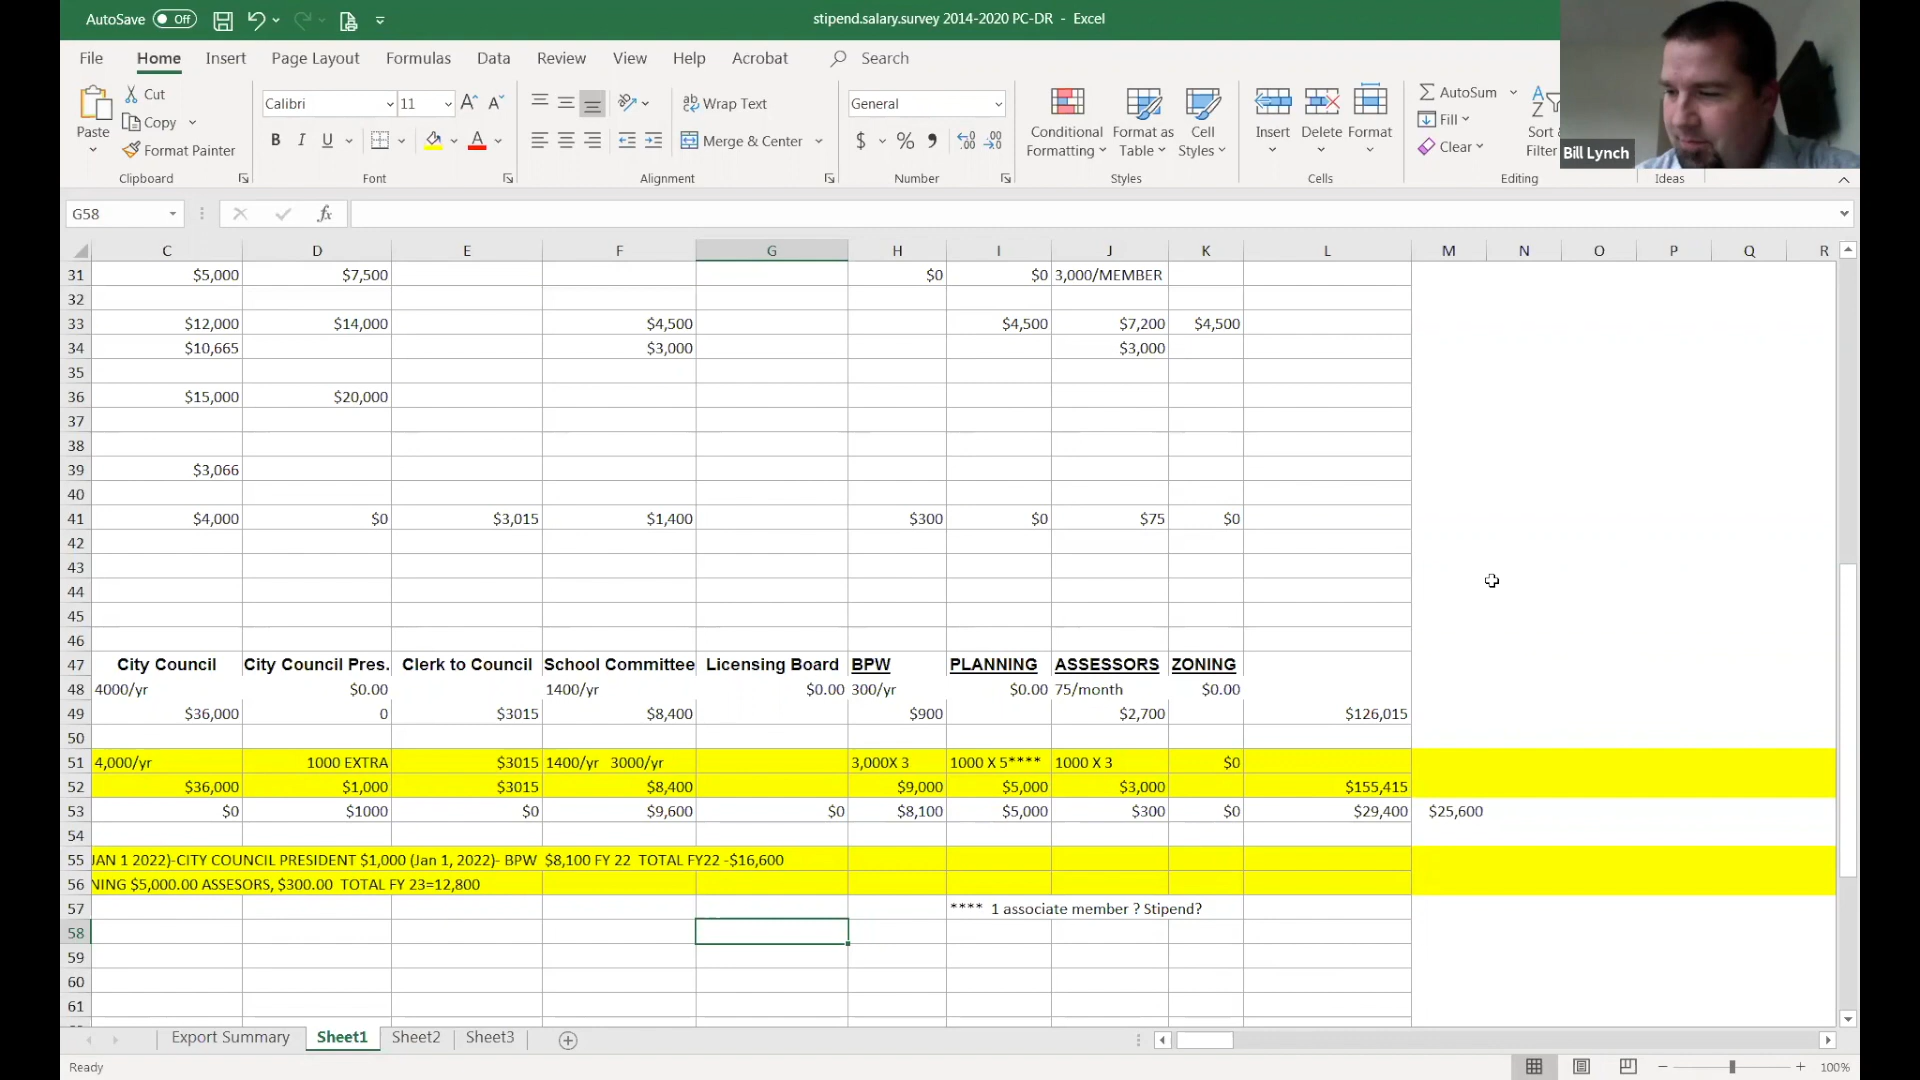 AutoSave Off stipend.salary.survey 2014-2020 PC-DR - Excel
File Home Insert Page Layout Formulas Data Review View Help Acrobat Search
Paste Cut Copy Format Painter Clipboard
Calibri 11 A A B I U A Font
ab Wrap Text Merge & Center Alignment
General $ % , Number
Conditional Formatting Format as Table Cell Styles Styles
Insert Delete Format Cells
AutoSum Fill Clear Sort & Filter Editing
Ideas
Bill Lynch
G58 fx
C D E F G H I J K L M N O P Q R
31 $5,000 $7,500 $0 $0 3,000/MEMBER
32
33 $12,000 $14,000 $4,500 $4,500 $7,200 $4,500
34 $10,665 $3,000 $3,000
35
36 $15,000 $20,000
37
38
39 $3,066
40
41 $4,000 $0 $3,015 $1,400 $300 $0 $75 $0
42
43
44
45
46
47 City Council City Council Pres. Clerk to Council School Committee Licensing Board BPW PLANNING ASSESSORS ZONING
48 4000/yr $0.00 1400/yr $0.00 300/yr $0.00 75/month $0.00
49 $36,000 0 $3015 $8,400 $900 $2,700 $126,015
50
51 4,000/yr 1000 EXTRA $3015 1400/yr 3000/yr 3,000X 3 1000 X 5**** 1000 X 3 $0
52 $36,000 $1,000 $3015 $8,400 $9,000 $5,000 $3,000 $155,415
53 $0 $1000 $0 $9,600 $0 $8,100 $5,000 $300 $0 $29,400 $25,600
54
55 JAN 1 2022)-CITY COUNCIL PRESIDENT $1,000 (Jan 1, 2022)- BPW $8,100 FY 22 TOTAL FY22 -$16,600
56 NING $5,000.00 ASSESORS, $300.00 TOTAL FY 23=12,800
57 **** 1 associate member ? Stipend?
58
59
60
61
Export Summary Sheet1 Sheet2 Sheet3
Ready 100%